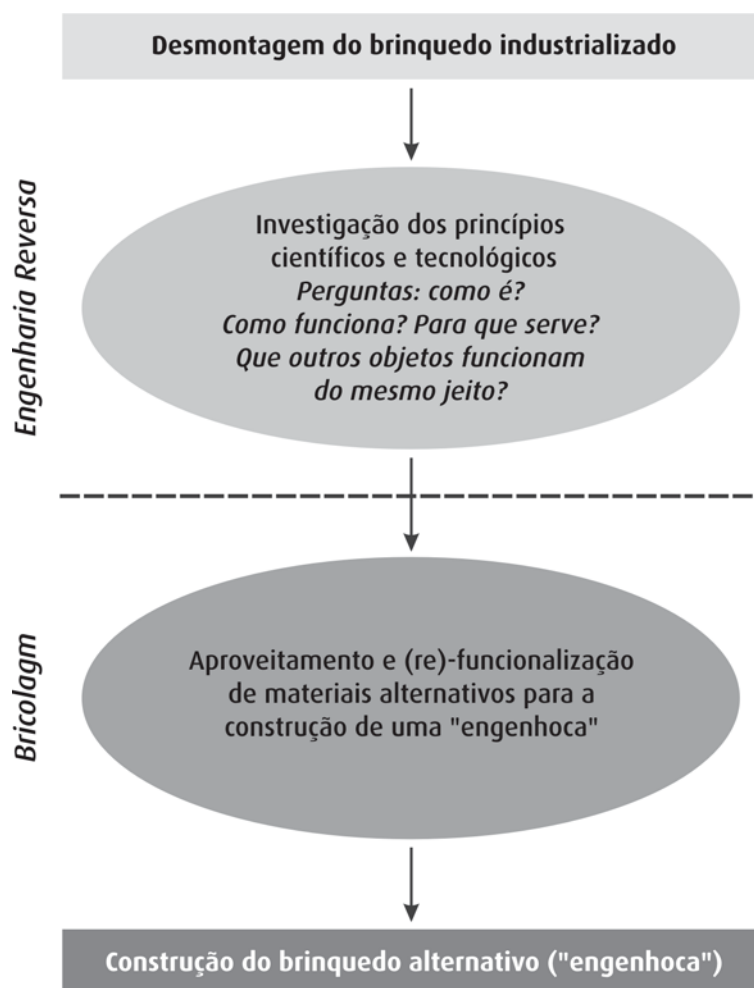 Desmontagem do brinquedo industrializado
Engenharia Reversa
Investigação dos princípios
científicos e tecnológicos
Perguntas: como é?
Como funciona? Para que serve?
Que outros objetos funcionam
do mesmo jeito?
Bricolagm
Aproveitamento e (re)-funcionalização
de materiais alternativos para a
construção de uma "engenhoca"
Construção do brinquedo alternativo ("engenhoca")